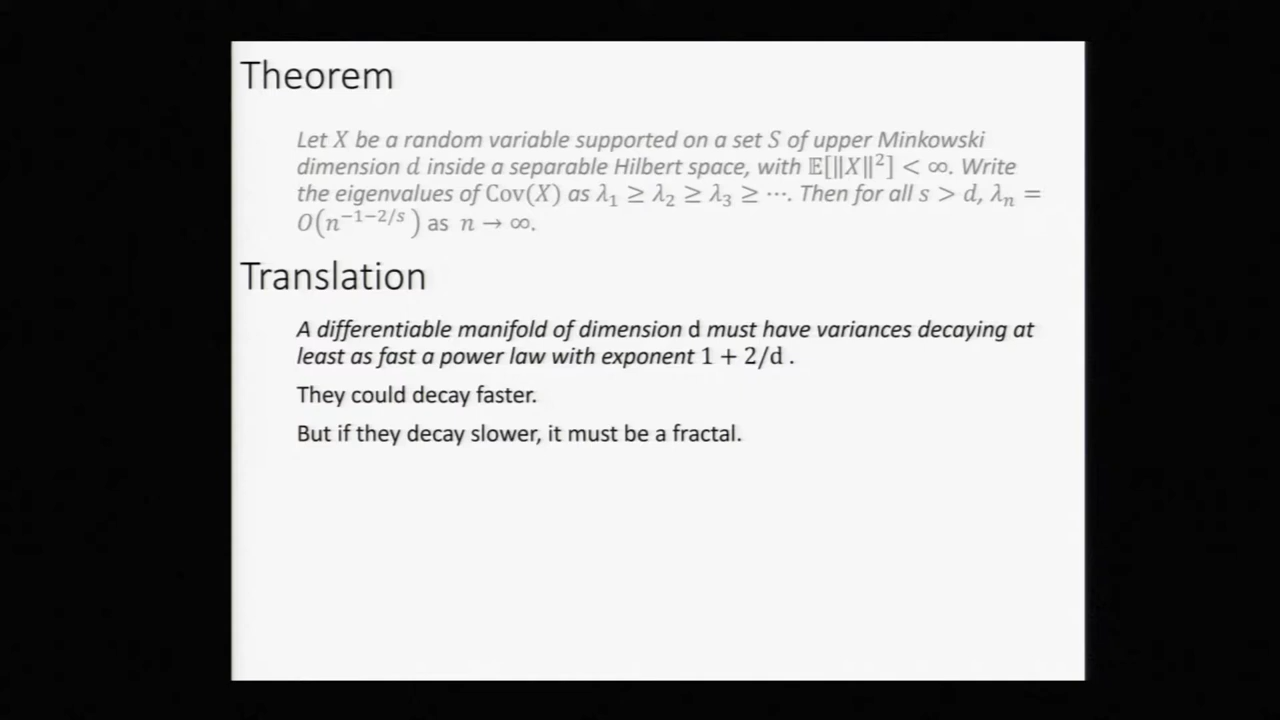 Theorem
Let X be a random variable supported on a set S of upper Minkowski
dimension d inside a separable Hilbert space, with 𝔼[‖X‖²] < ∞. Write
the eigenvalues of Cov(X) as λ₁ ≥ λ₂ ≥ λ₃ ≥ ⋯. Then for all s > d, λₙ =
O(n^{−1−2/s}) as n → ∞.
Translation
A differentiable manifold of dimension d must have variances decaying at
least as fast a power law with exponent 1 + 2/d .
They could decay faster.
But if they decay slower, it must be a fractal.